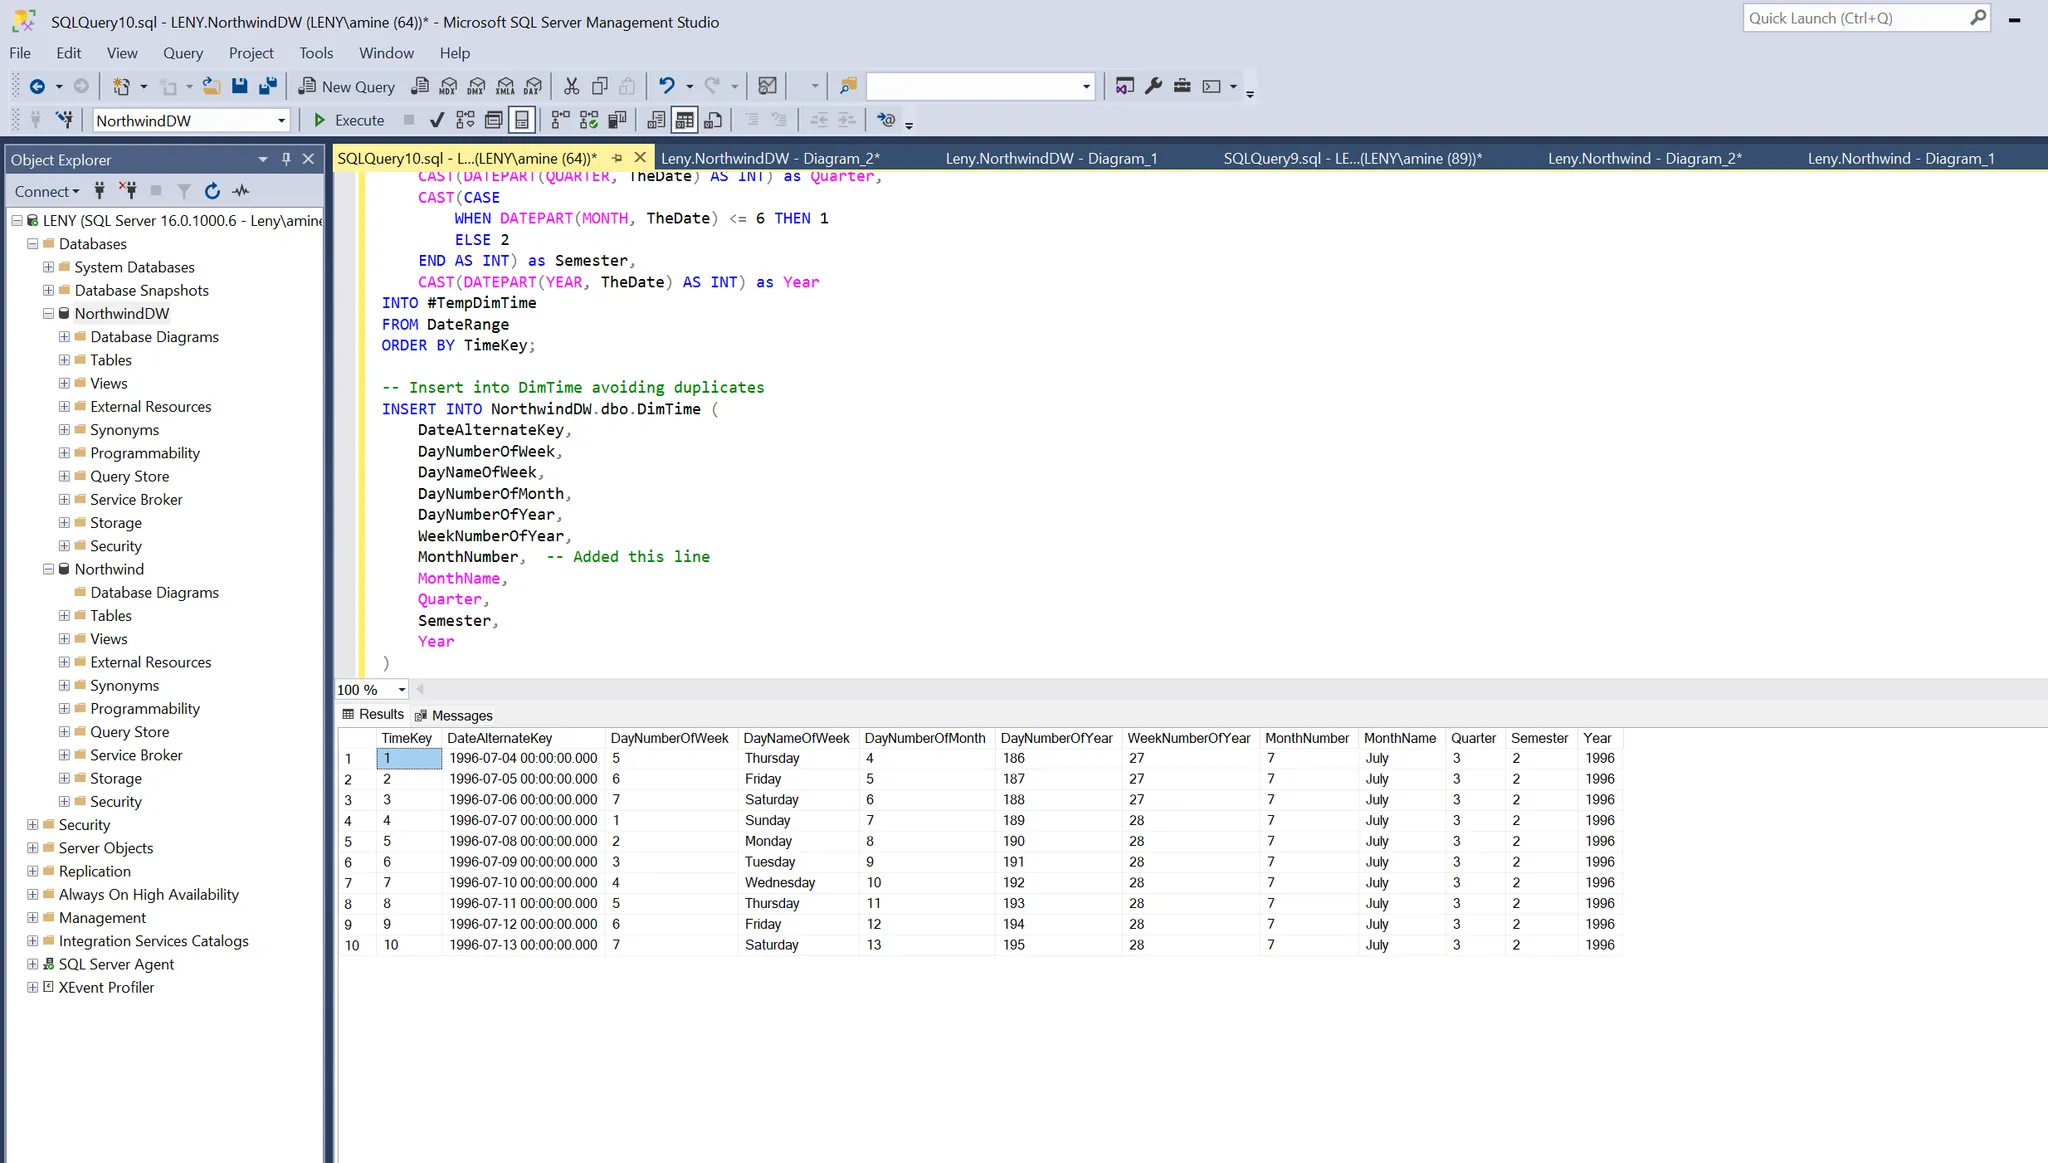 SQLQuery10.sql - LENY.NorthwindDW (LENY\amine (64))* - Microsoft SQL Server Management Studio
Quick Launch (Ctrl+Q)
File Edit View Query Project Tools Window Help
New Query MDX DMX XMLA DAX
NorthwindDW Execute
Object Explorer
Connect
LENY (SQL Server 16.0.1000.6 - Leny\amine
Databases
System Databases
Database Snapshots
NorthwindDW
Database Diagrams
Tables
Views
External Resources
Synonyms
Programmability
Query Store
Service Broker
Storage
Security
Northwind
Database Diagrams
Tables
Views
External Resources
Synonyms
Programmability
Query Store
Service Broker
Storage
Security
Security
Server Objects
Replication
Always On High Availability
Management
Integration Services Catalogs
SQL Server Agent
XEvent Profiler
SQLQuery10.sql - L...(LENY\amine (64))* Leny.NorthwindDW - Diagram_2* Leny.NorthwindDW - Diagram_1 SQLQuery9.sql - LE...(LENY\amine (89))* Leny.Northwind - Diagram_2* Leny.Northwind - Diagram_1
CAST(DATEPART(QUARTER, TheDate) AS INT) as Quarter,
CAST(CASE
WHEN DATEPART(MONTH, TheDate) <= 6 THEN 1
ELSE 2
END AS INT) as Semester,
CAST(DATEPART(YEAR, TheDate) AS INT) as Year
INTO #TempDimTime
FROM DateRange
ORDER BY TimeKey;
-- Insert into DimTime avoiding duplicates
INSERT INTO NorthwindDW.dbo.DimTime (
DateAlternateKey,
DayNumberOfWeek,
DayNameOfWeek,
DayNumberOfMonth,
DayNumberOfYear,
WeekNumberOfYear,
MonthNumber, -- Added this line
MonthName,
Quarter,
Semester,
Year
)
100 %
Results Messages
TimeKey DateAlternateKey DayNumberOfWeek DayNameOfWeek DayNumberOfMonth DayNumberOfYear WeekNumberOfYear MonthNumber MonthName Quarter Semester Year
1 1 1996-07-04 00:00:00.000 5 Thursday 4 186 27 7 July 3 2 1996
2 2 1996-07-05 00:00:00.000 6 Friday 5 187 27 7 July 3 2 1996
3 3 1996-07-06 00:00:00.000 7 Saturday 6 188 27 7 July 3 2 1996
4 4 1996-07-07 00:00:00.000 1 Sunday 7 189 28 7 July 3 2 1996
5 5 1996-07-08 00:00:00.000 2 Monday 8 190 28 7 July 3 2 1996
6 6 1996-07-09 00:00:00.000 3 Tuesday 9 191 28 7 July 3 2 1996
7 7 1996-07-10 00:00:00.000 4 Wednesday 10 192 28 7 July 3 2 1996
8 8 1996-07-11 00:00:00.000 5 Thursday 11 193 28 7 July 3 2 1996
9 9 1996-07-12 00:00:00.000 6 Friday 12 194 28 7 July 3 2 1996
10 10 1996-07-13 00:00:00.000 7 Saturday 13 195 28 7 July 3 2 1996